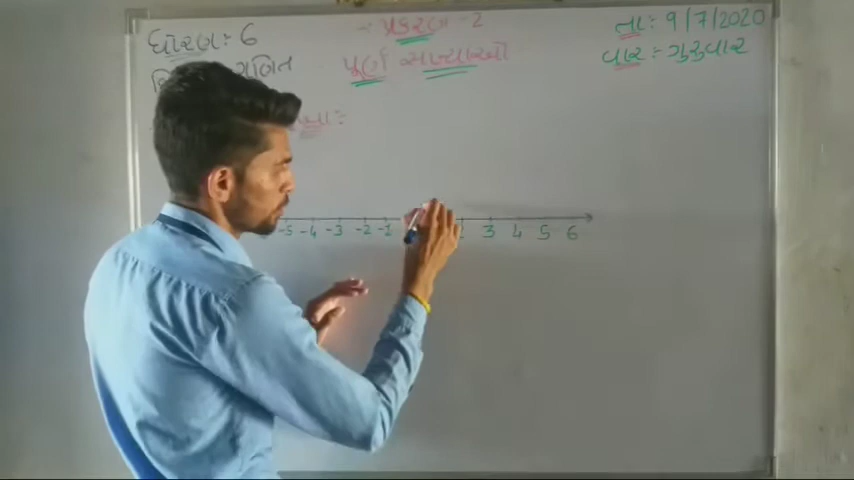 ધોરણ: 6
-: પ્રકરણ - 2
તા: 9/7/2020
ગણિત
પૂર્ણ સંખ્યાઓ
વાર: ગુરુવાર
-5 -4 -3 -2 -1 3 4 5 6